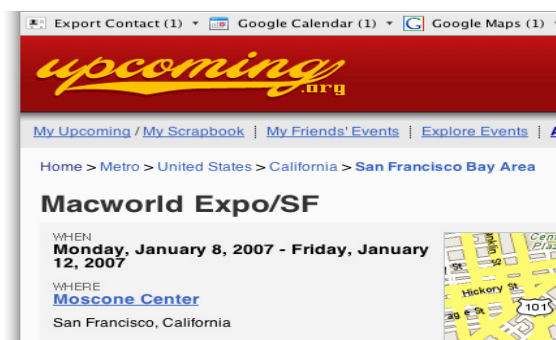 Export Contact (1) Google Calendar (1) Google Maps (1)
upcoming
.org
My Upcoming / My Scrapbook | My Friends' Events | Explore Events |
Home > Metro > United States > California > San Francisco Bay Area
Macworld Expo/SF
WHEN
Monday, January 8, 2007 - Friday, January
12, 2007
WHERE
Moscone Center
San Francisco, California
Hickory St
101